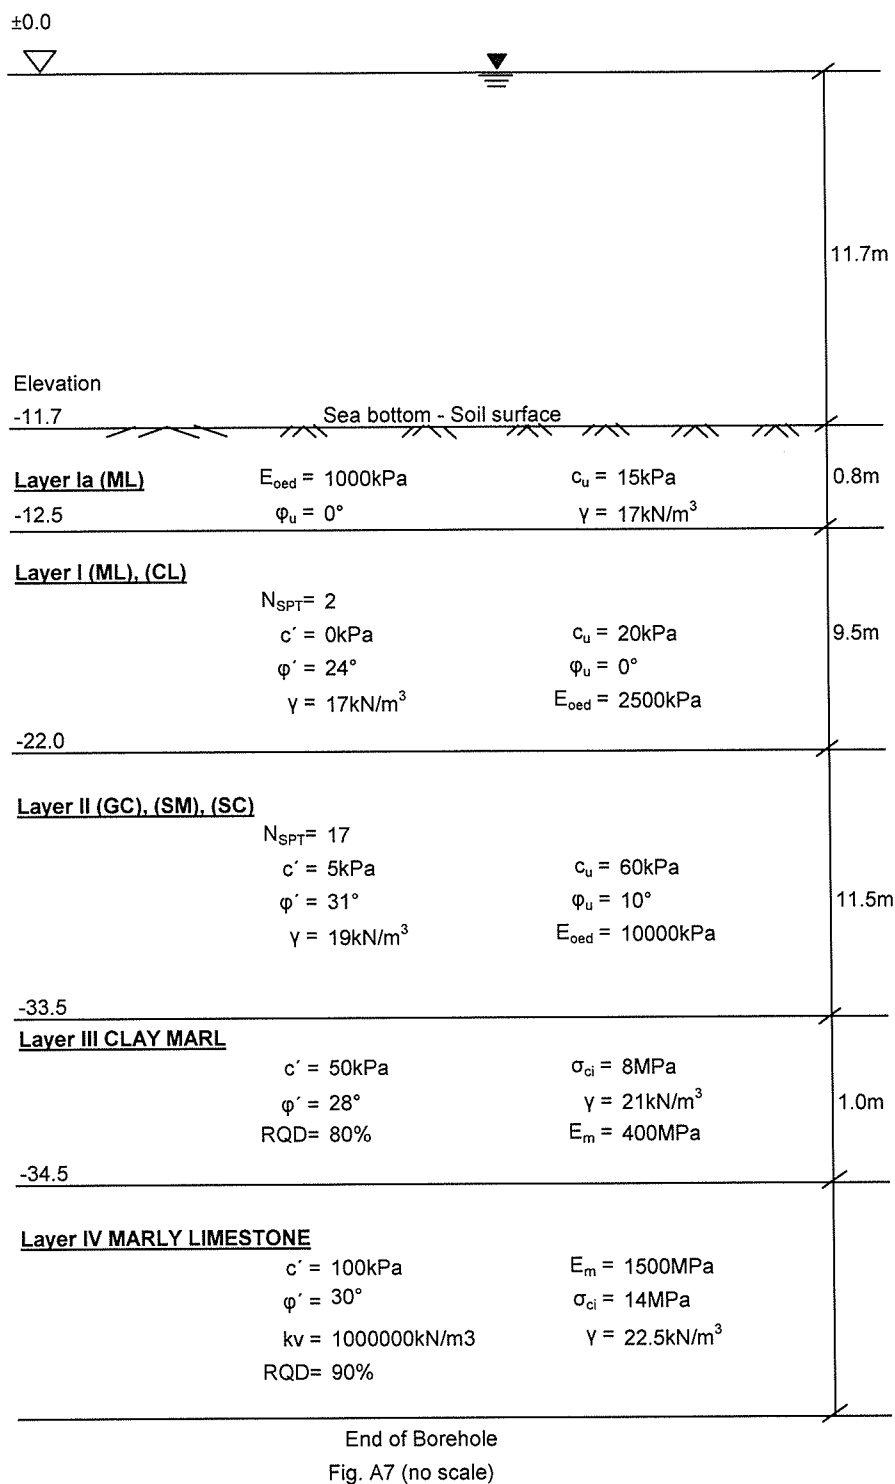 ±0.0
11.7m
Elevation
-11.7 Sea bottom - Soil surface
Layer Ia (ML) E_oed = 1000kPa c_u = 15kPa 0.8m
-12.5 φ_u = 0° γ = 17kN/m³
Layer I (ML), (CL)
N_SPT= 2
c´ = 0kPa c_u = 20kPa 9.5m
φ´ = 24° φ_u = 0°
γ = 17kN/m³ E_oed = 2500kPa
-22.0
Layer II (GC), (SM), (SC)
N_SPT= 17
c´ = 5kPa c_u = 60kPa
φ´ = 31° φ_u = 10° 11.5m
γ = 19kN/m³ E_oed = 10000kPa
-33.5
Layer III CLAY MARL
c´ = 50kPa σ_ci = 8MPa
φ´ = 28° γ = 21kN/m³ 1.0m
RQD= 80% E_m = 400MPa
-34.5
Layer IV MARLY LIMESTONE
c´ = 100kPa E_m = 1500MPa
φ´ = 30° σ_ci = 14MPa
kv = 1000000kN/m3 γ = 22.5kN/m³
RQD= 90%
End of Borehole
Fig. A7 (no scale)